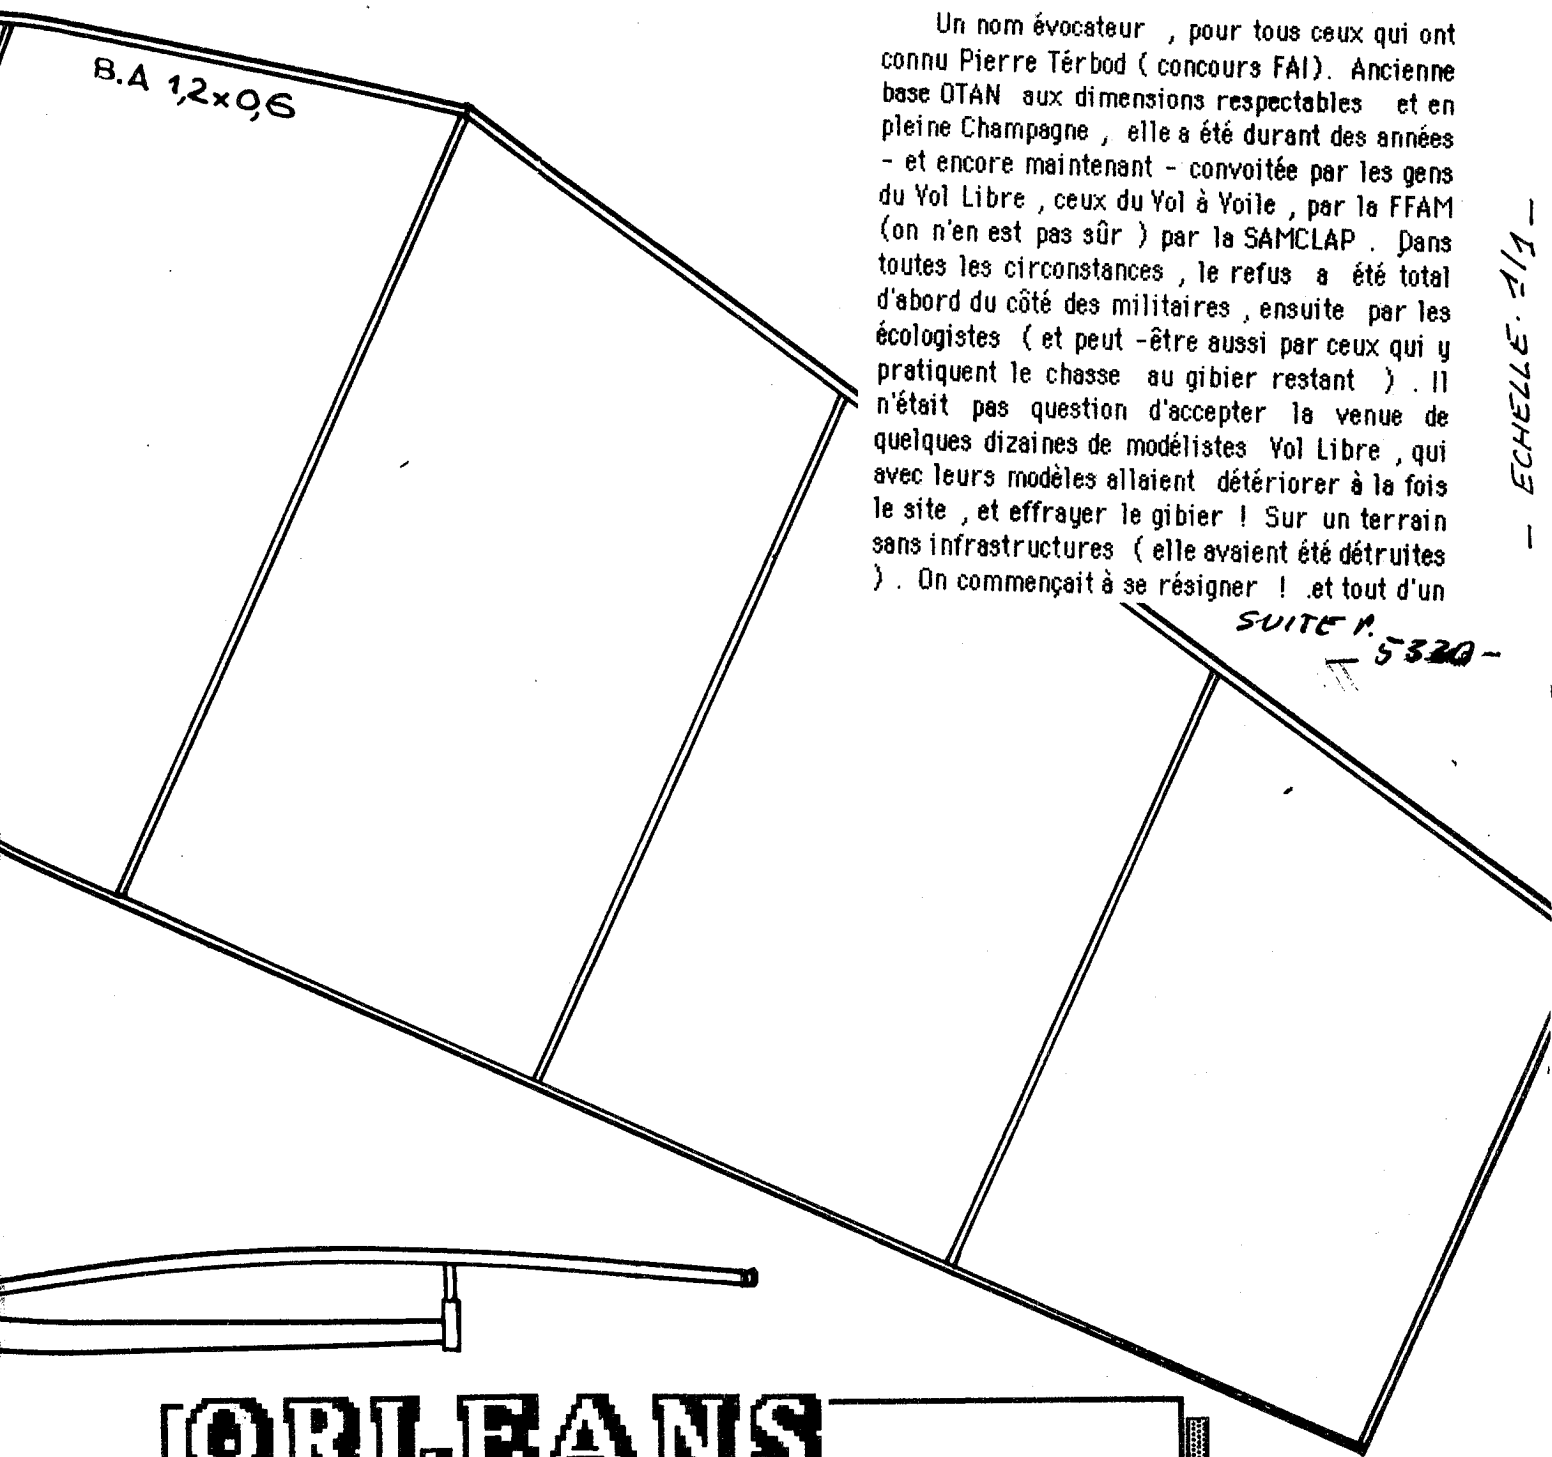 B.A 1,2x0,6
Un nom évocateur , pour tous ceux qui ont
connu Pierre Térbod ( concours FAI). Ancienne
base OTAN aux dimensions respectables et en
pleine Champagne , elle a été durant des années
- et encore maintenant - convoitée par les gens
du Vol Libre , ceux du Vol à Voile , par la FFAM
(on n'en est pas sûr ) par la SAMCLAP . Dans
toutes les circonstances , le refus a été total
d'abord du côté des militaires , ensuite par les
écologistes ( et peut -être aussi par ceux qui y
pratiquent le chasse au gibier restant ) . Il
n'était pas question d'accepter la venue de
quelques dizaines de modélistes Vol Libre , qui
avec leurs modèles allaient détériorer à la fois
le site , et effrayer le gibier ! Sur un terrain
sans infrastructures ( elle avaient été détruites
) . On commençait à se résigner ! .et tout d'un
SUITE P.
- ECHELLE. 1/1 -
ORLEANS